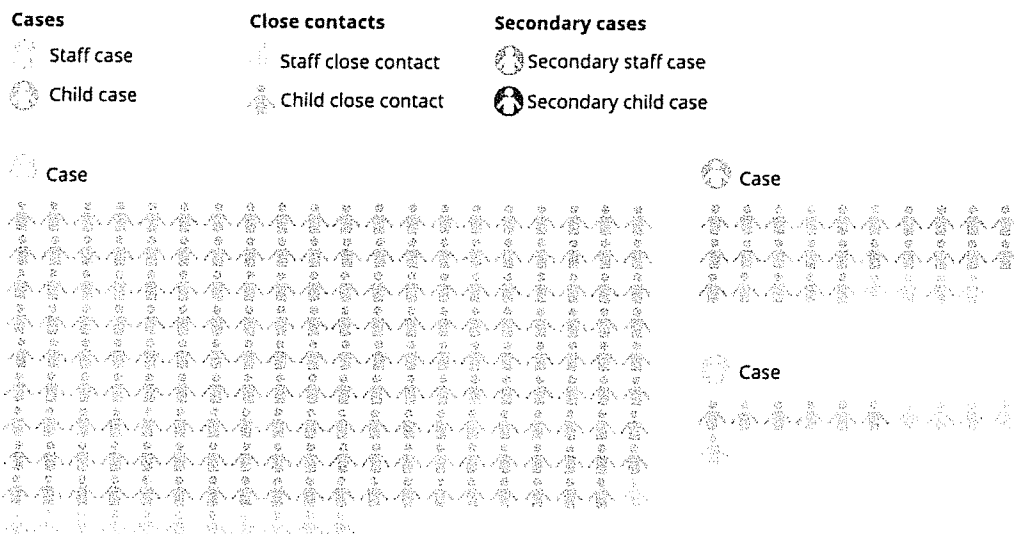 Cases
Staff case
Child case
Close contacts
Staff close contact
Child close contact
Secondary cases
Secondary staff case
Secondary child case
Case
Case
Case